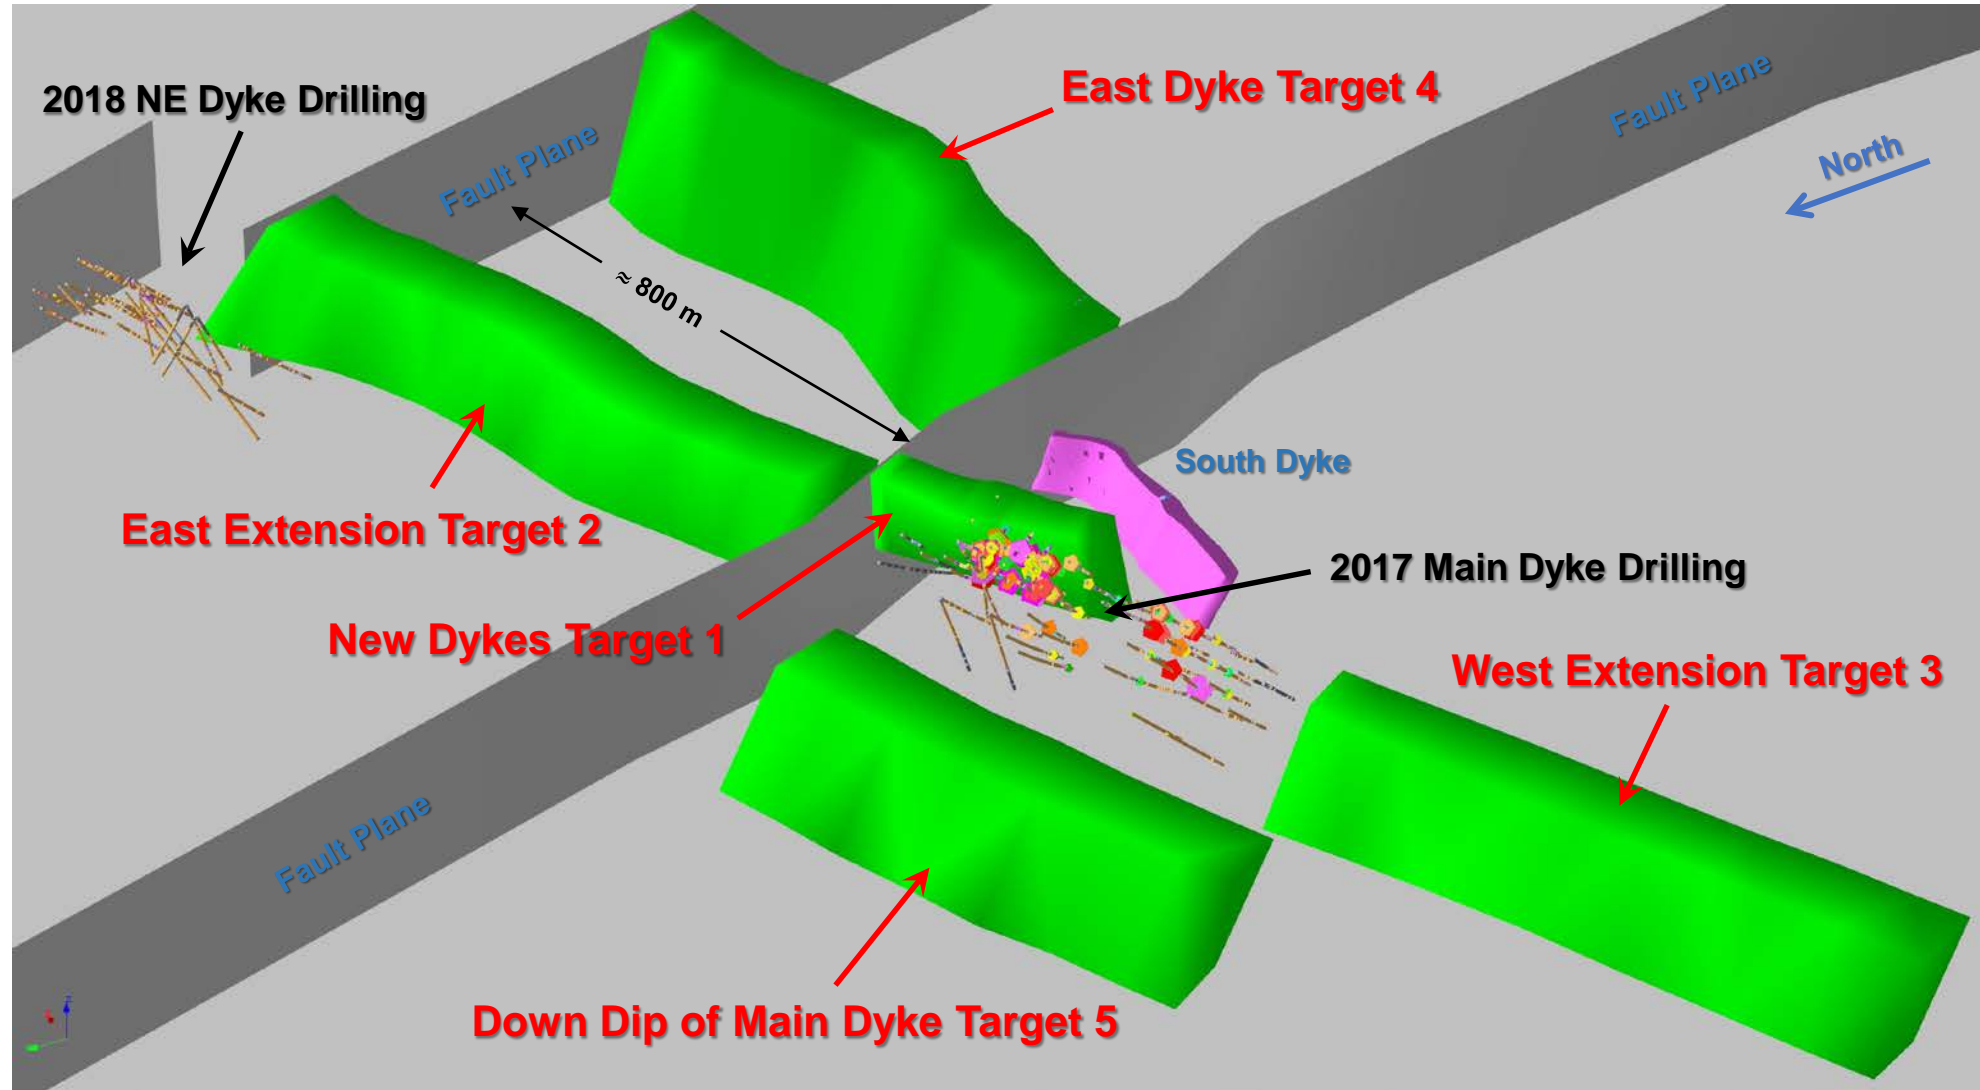 2018 NE Dyke Drilling
East Dyke Target 4
Fault Plane
North
Fault Plane
≈ 800 m
South Dyke
East Extension Target 2
2017 Main Dyke Drilling
New Dykes Target 1
West Extension Target 3
Fault Plane
Down Dip of Main Dyke Target 5
Z